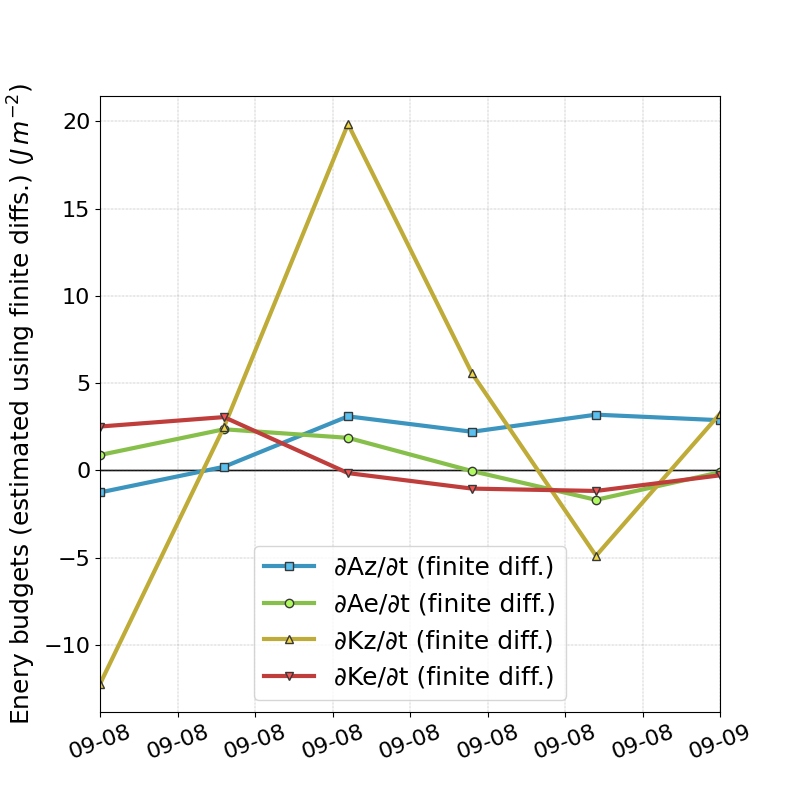 Enery budgets (estimated using finite diffs.) (J m⁻²)
20
15
10
5
0
−5
−10
∂Az/∂t (finite diff.)
∂Ae/∂t (finite diff.)
∂Kz/∂t (finite diff.)
∂Ke/∂t (finite diff.)
09-08 09-08 09-08 09-08 09-08 09-08 09-08 09-08 09-09